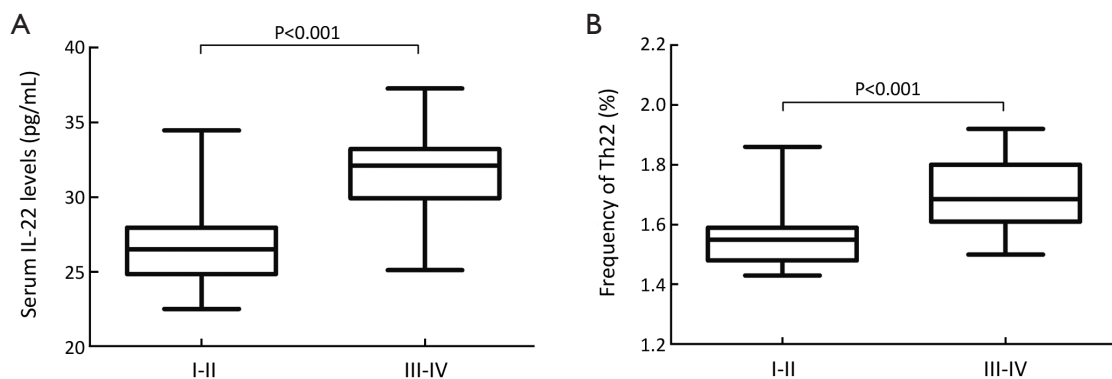 A
P<0.001
Serum IL-22 levels (pg/mL)
40
35
30
25
20
I-II
III-IV
B
P<0.001
Frequency of Th22 (%)
2.2
2.0
1.8
1.6
1.4
1.2
I-II
III-IV